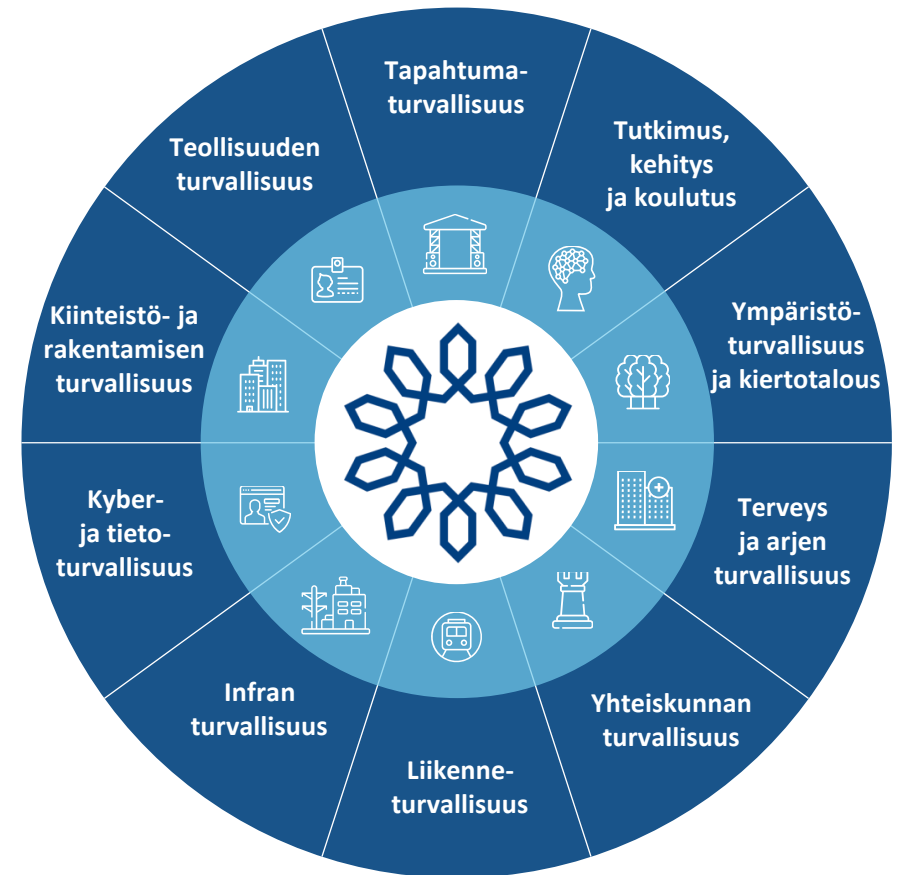 Tapahtuma-
turvallisuus
Tutkimus,
kehitys
ja koulutus
Ympäristö-
turvallisuus
ja kiertotalous
Terveys
ja arjen
turvallisuus
Yhteiskunnan
turvallisuus
Liikenne-
turvallisuus
Infran
turvallisuus
Kyber-
ja tieto-
turvallisuus
Kiinteistö- ja
rakentamisen
turvallisuus
Teollisuuden
turvallisuus